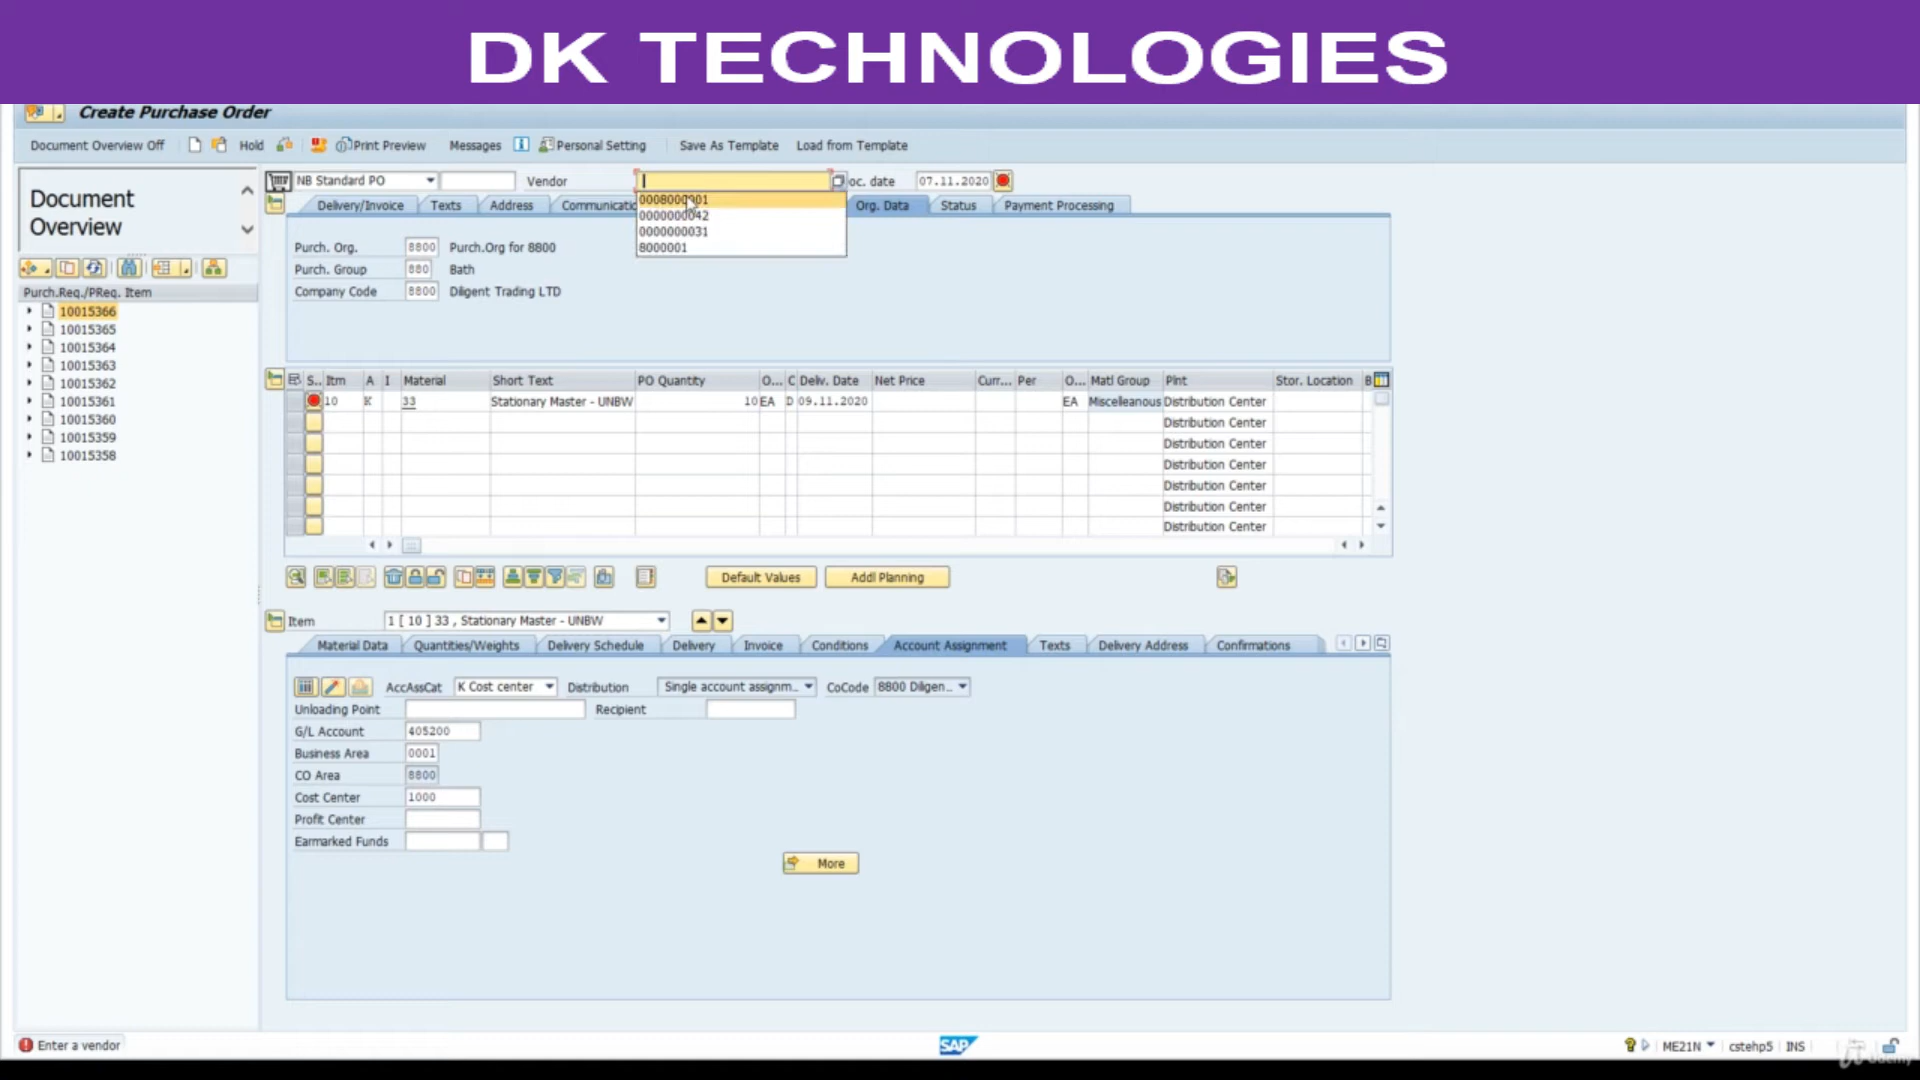 DK TECHNOLOGIES
Create Purchase Order
Document Overview Off Hold Print Preview Messages Personal Setting Save As Template Load from Template
Document
Overview
NB Standard PO Vendor oc. date 07.11.2020
0008000001
0000000042
0000000031
8000001
Delivery/Invoice Texts Address Communicatio Org. Data Status Payment Processing
Purch. Org. 8800 Purch.Org for 8800
Purch. Group 880 Bath
Company Code 8800 Diligent Trading LTD
Purch.Req./PReq. Item
10015366
10015365
10015364
10015363
10015362
10015361
10015360
10015359
10015358
S.. Itm A I Material Short Text PO Quantity O... C Deliv. Date Net Price Curr... Per O... Matl Group Plnt Stor. Location B
10 K 33 Stationary Master - UNBW 10 EA D 09.11.2020 EA Miscelleanous Distribution Center
Distribution Center
Distribution Center
Distribution Center
Distribution Center
Distribution Center
Distribution Center
Default Values Addl Planning
Item 1 [ 10 ] 33 , Stationary Master - UNBW
Material Data Quantities/Weights Delivery Schedule Delivery Invoice Conditions Account Assignment Texts Delivery Address Confirmations
AccAssCat K Cost center Distribution Single account assignm.. CoCode 8800 Diligen..
Unloading Point Recipient
G/L Account 405200
Business Area 0001
CO Area 8800
Cost Center 1000
Profit Center
Earmarked Funds
More
Enter a vendor SAP ME21N cstehp5 INS
Udemy